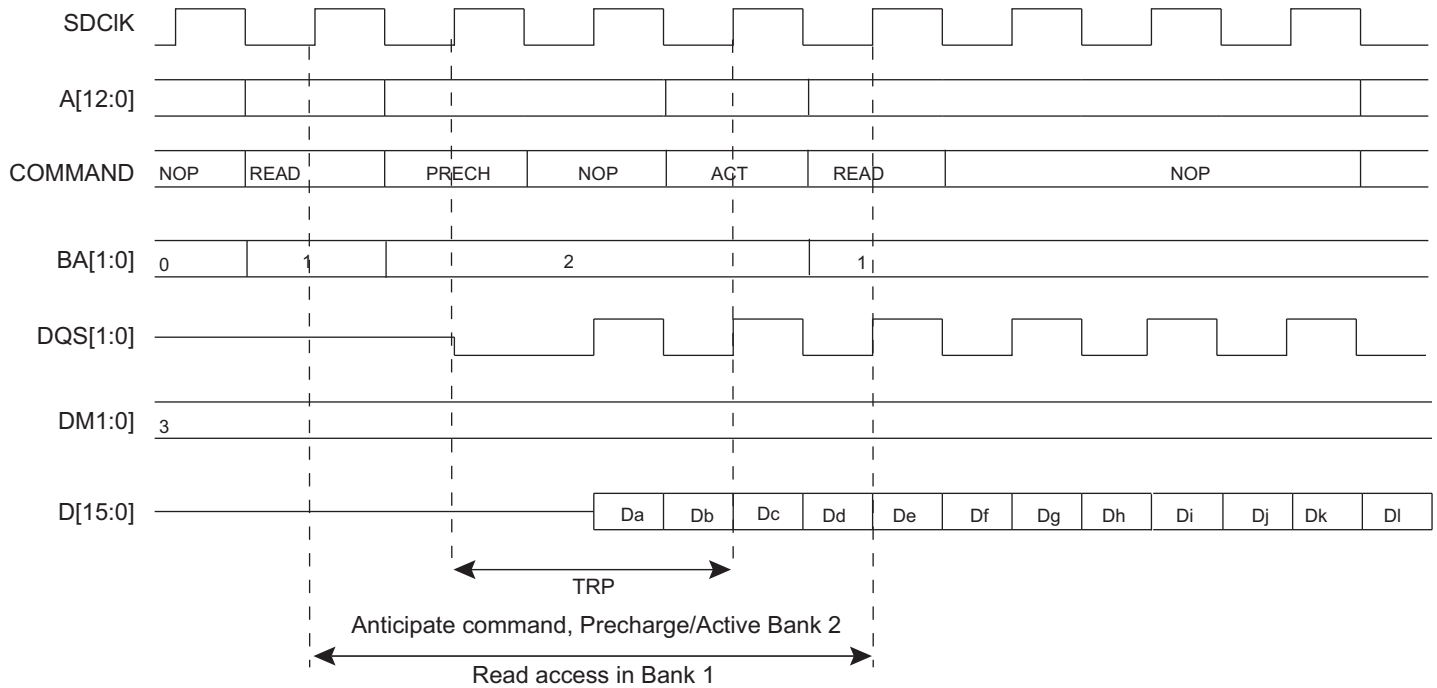 SDClK
A[12:0]
COMMAND NOP READ PRECH NOP ACT READ NOP
BA[1:0] 0 1 2 1
DQS[1:0]
DM1:0] 3
D[15:0] Da Db Dc Dd De Df Dg Dh Di Dj Dk Dl
TRP
Anticipate command, Precharge/Active Bank 2
Read access in Bank 1